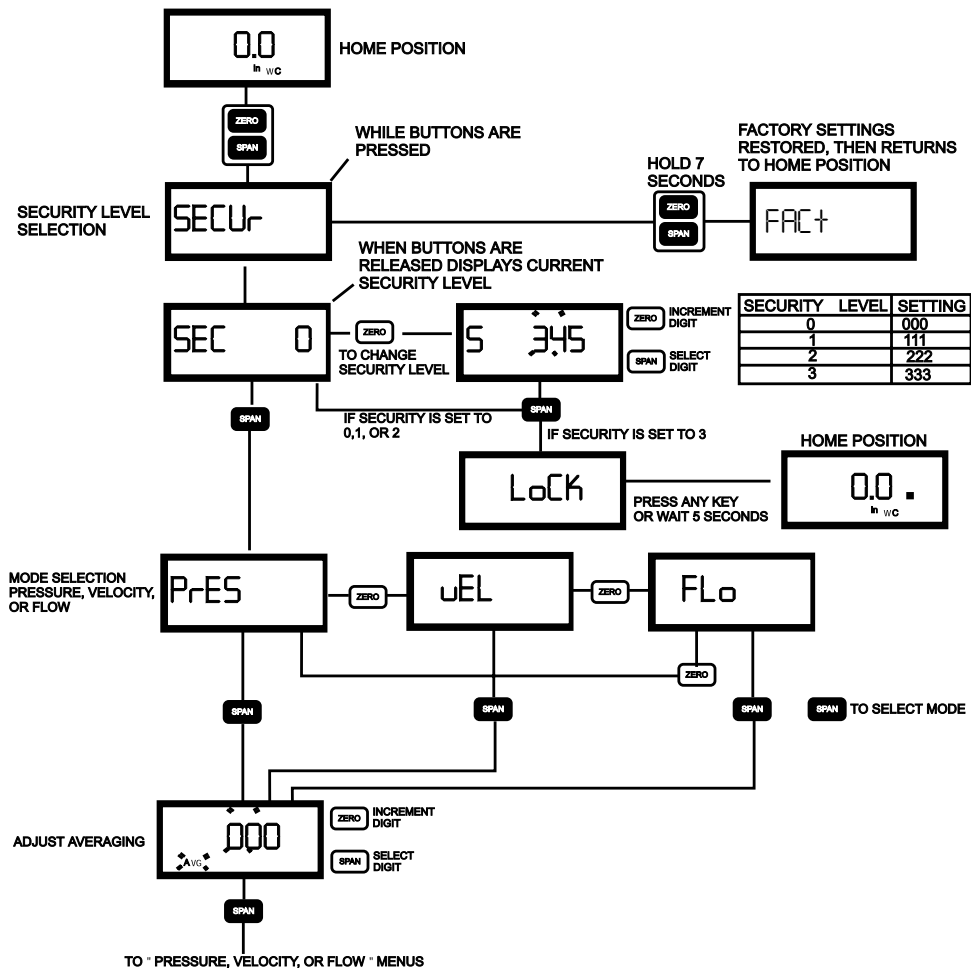 0.0
in WC
HOME POSITION
ZERO
SPAN
WHILE BUTTONS ARE
PRESSED
FACTORY SETTINGS
RESTORED, THEN RETURNS
TO HOME POSITION
HOLD 7
SECONDS
SECURITY LEVEL
SELECTION
SECUr
ZERO
SPAN
FACt
WHEN BUTTONS ARE
RELEASED DISPLAYS CURRENT
SECURITY LEVEL
SEC 0
ZERO
TO CHANGE
SECURITY LEVEL
S 345
ZERO INCREMENT
DIGIT
SPAN SELECT
DIGIT
SECURITY LEVEL SETTING
0 000
1 111
2 222
3 333
SPAN
IF SECURITY IS SET TO
0,1, OR 2
SPAN
IF SECURITY IS SET TO 3
LoCK
PRESS ANY KEY
OR WAIT 5 SECONDS
HOME POSITION
0.0
in WC
MODE SELECTION
PRESSURE, VELOCITY,
OR FLOW
PrES
ZERO
uEL
ZERO
FLo
ZERO
SPAN
SPAN
SPAN
SPAN TO SELECT MODE
ADJUST AVERAGING
000
AVG
ZERO INCREMENT
DIGIT
SPAN SELECT
DIGIT
SPAN
TO " PRESSURE, VELOCITY, OR FLOW " MENUS